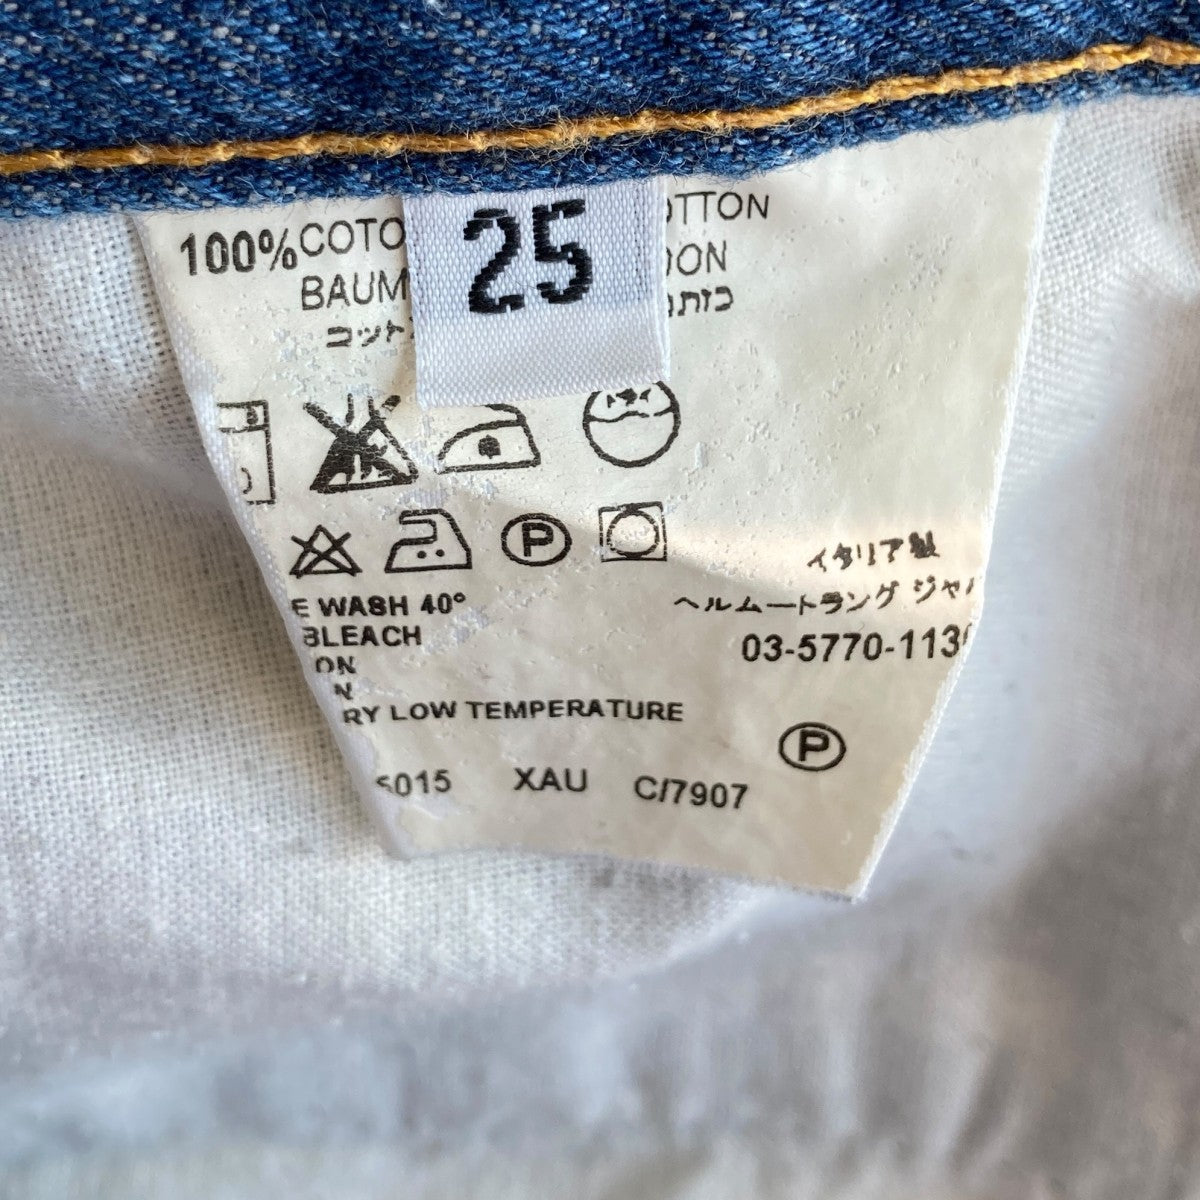 25
100% COTO OTTON
BAUM DON
コット כותנ
P
E WASH 40°
BLEACH
ON
N
RY LOW TEMPERATURE
イタリア製
ヘルムートラング ジャパ
03-5770-113
P
5015 XAU C/7907